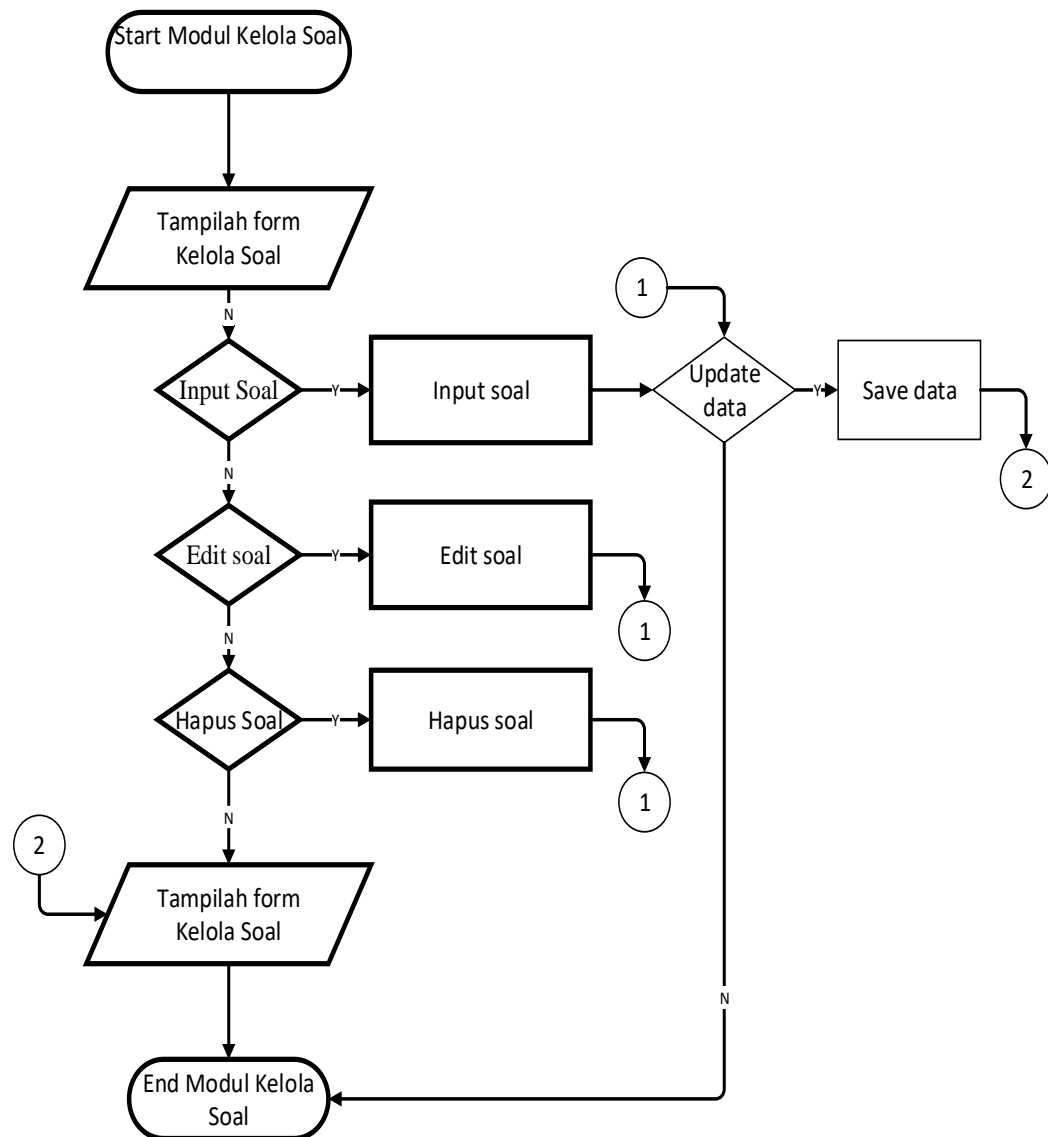 Start Modul Kelola Soal
Tampilah form
Kelola Soal
N
1
Input Soal
Y
Input soal
Update
data
Y
Save data
N
2
Edit soal
Y
Edit soal
1
N
Hapus Soal
Y
Hapus soal
1
N
2
Tampilah form
Kelola Soal
N
End Modul Kelola
Soal